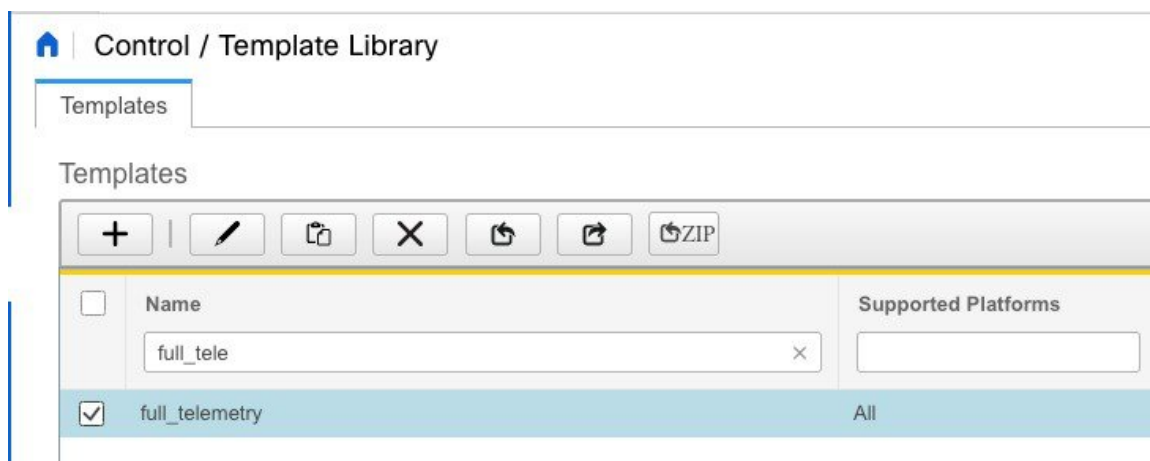 Control / Template Library
Templates
Templates
ZIP
Name Supported Platforms
full_tele
full_telemetry All